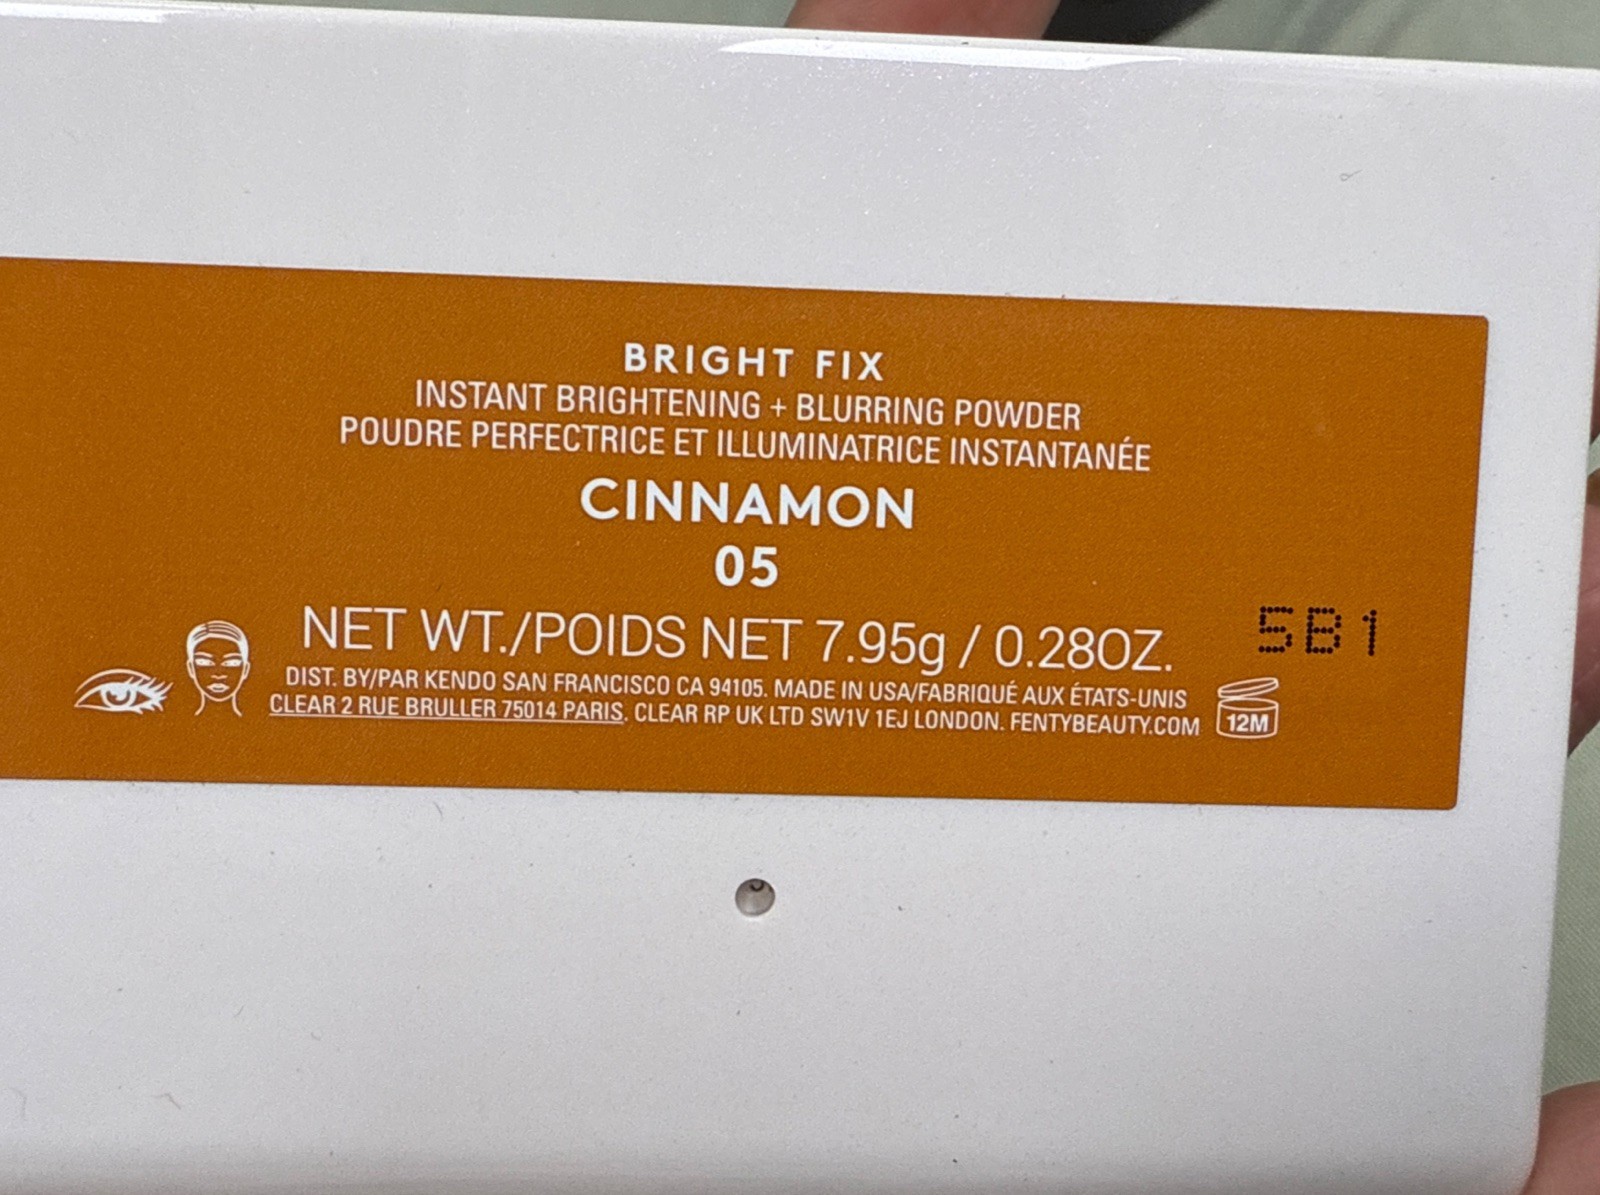 BRIGHT FIX
INSTANT BRIGHTENING + BLURRING POWDER
POUDRE PERFECTRICE ET ILLUMINATRICE INSTANTANÉE
CINNAMON
05
NET WT./POIDS NET 7.95g / 0.28OZ.
5B1
DIST. BY/PAR KENDO SAN FRANCISCO CA 94105. MADE IN USA/FABRIQUÉ AUX ÉTATS-UNIS
CLEAR 2 RUE BRULLER 75014 PARIS. CLEAR RP UK LTD SW1V 1EJ LONDON. FENTYBEAUTY.COM
12M